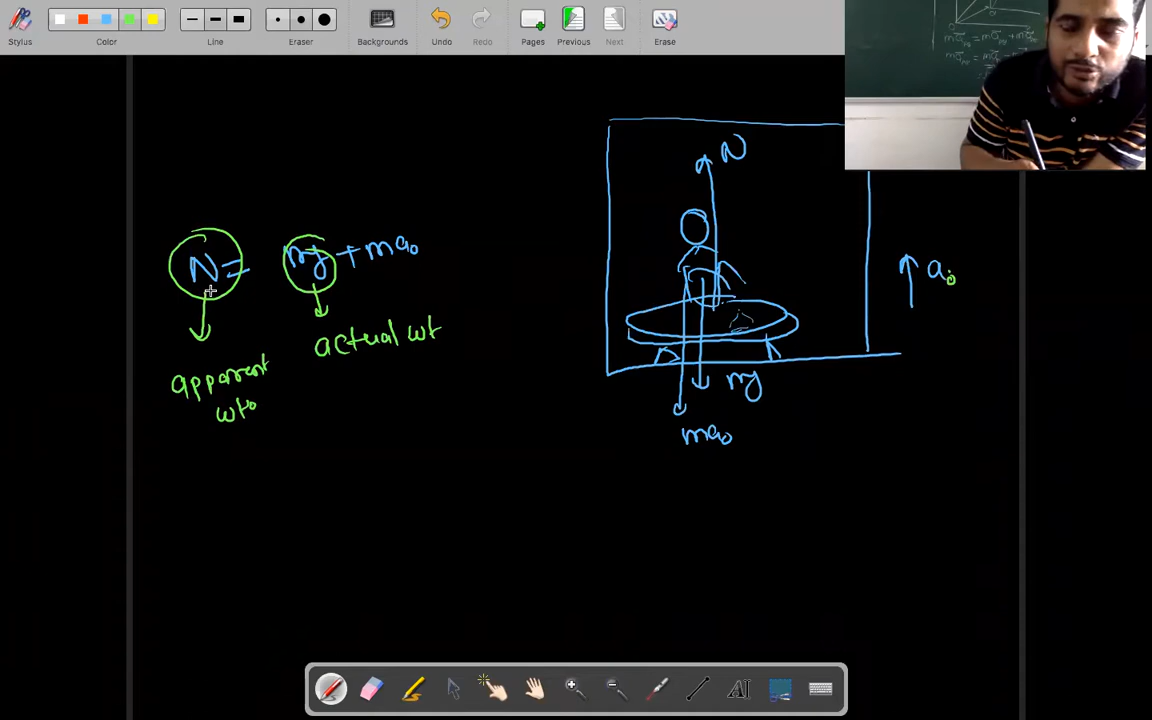 Stylus
Color
Line
Eraser
Backgrounds
Undo
Redo
Pages
Previous
Next
Erase
N
N = mg + ma₀
a₀
actual wt
apparent
wt
mg
ma₀